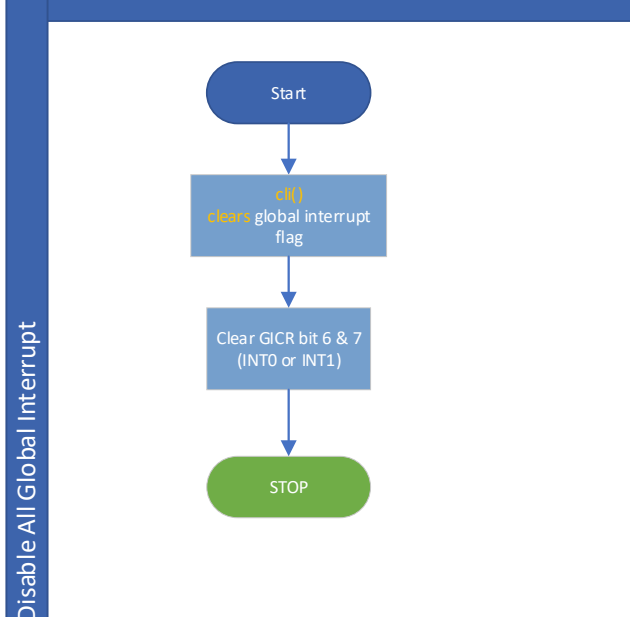 Start
cli()
clears global interrupt
flag
Clear GICR bit 6 & 7
(INT0 or INT1)
STOP
Disable All Global Interrupt